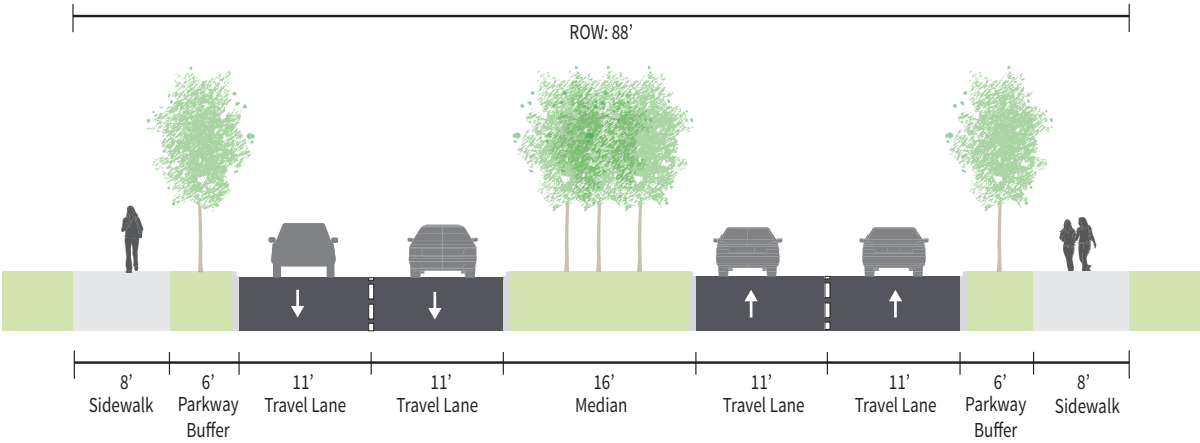 ROW: 88’
8’
Sidewalk
6’
Parkway
Buffer
11’
Travel Lane
11’
Travel Lane
16’
Median
11’
Travel Lane
11’
Travel Lane
6’
Parkway
Buffer
8’
Sidewalk